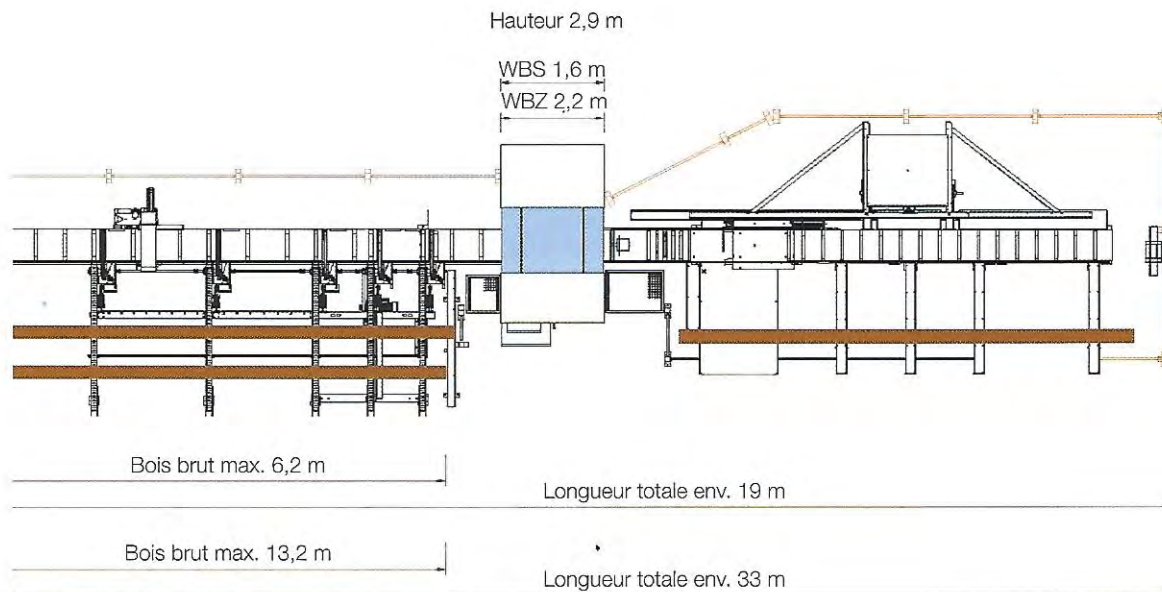 Hauteur 2,9 m
WBS 1,6 m
WBZ 2,2 m
Bois brut max. 6,2 m
Longueur totale env. 19 m
Bois brut max. 13,2 m
Longueur totale env. 33 m